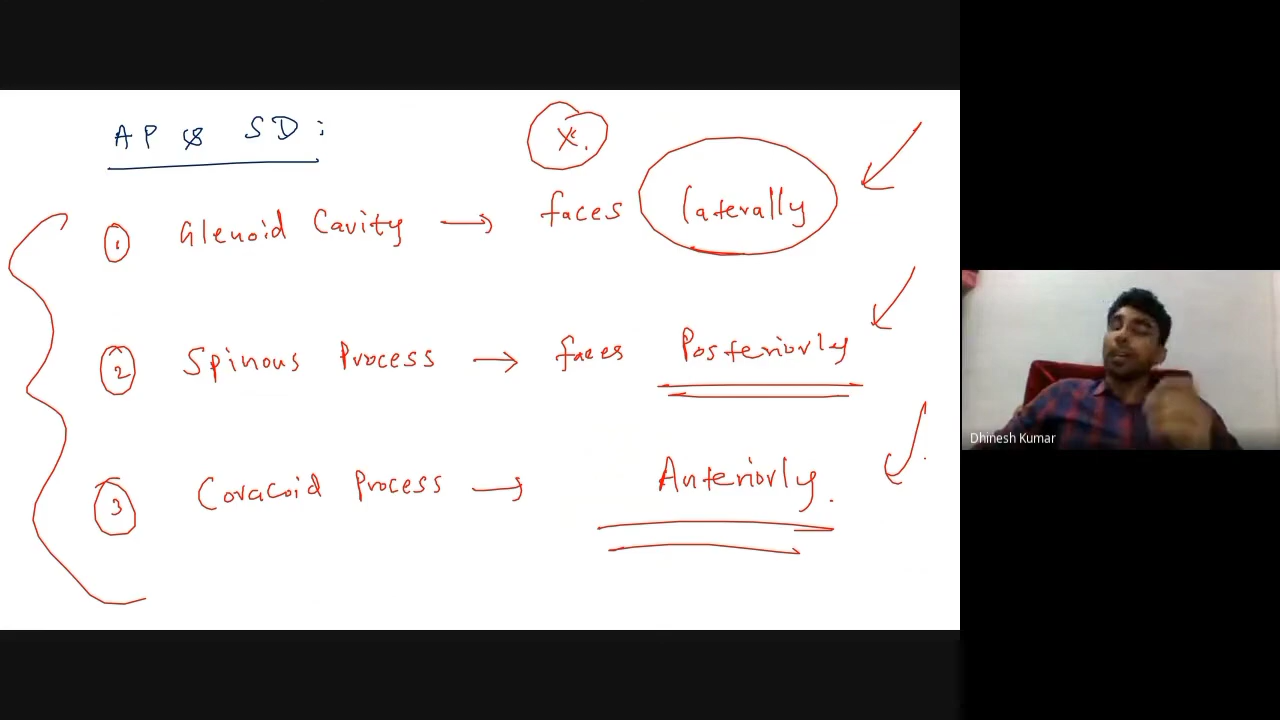 AP & SD :
x.
① Glenoid Cavity → faces laterally
② Spinous Process → faces Posteriorly
③ Coracoid Process → Anteriorly.
Dhinesh Kumar